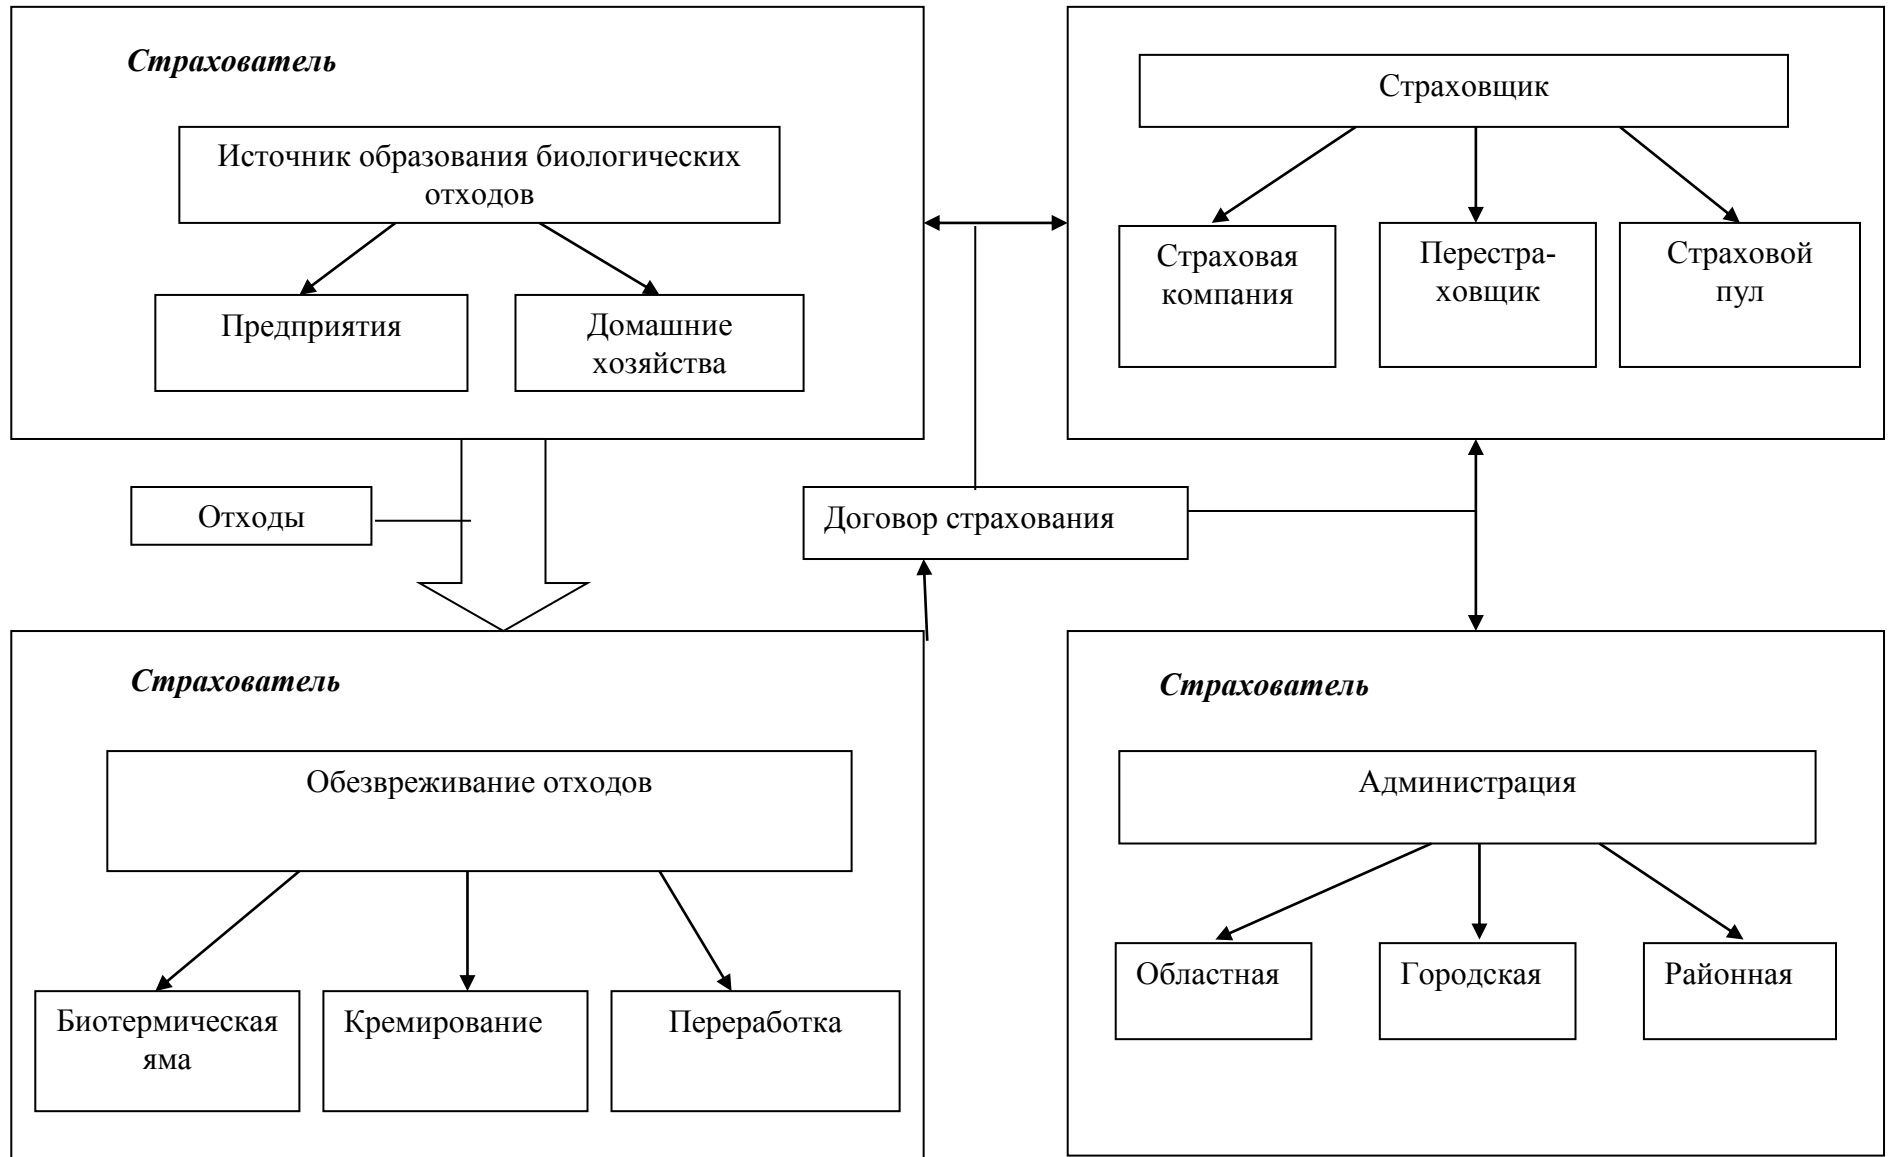 Страхователь
Источник образования биологических
отходов
Предприятия
Домашние
хозяйства
Страховщик
Страховая
компания
Перестра-
ховщик
Страховой
пул
Отходы
Договор страхования
Страхователь
Обезвреживание отходов
Биотермическая
яма
Кремирование
Переработка
Страхователь
Администрация
Областная
Городская
Районная